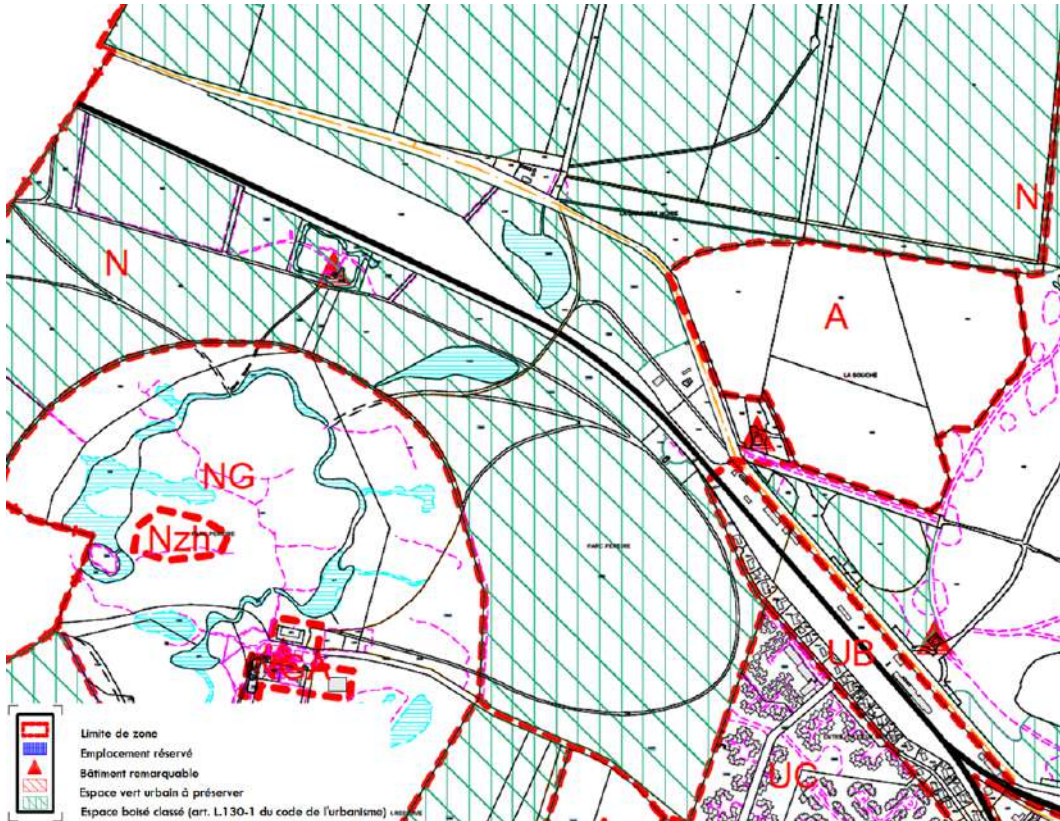 N
N
A
LA BOUCHE
NG
Nzh
PARC PEREIRE
UB
UC
Limite de zone
Emplacement réservé
Bâtiment remarquable
Espace vert urbain à préserver
Espace boisé classé (art. L.130-1 du code de l'urbanisme)